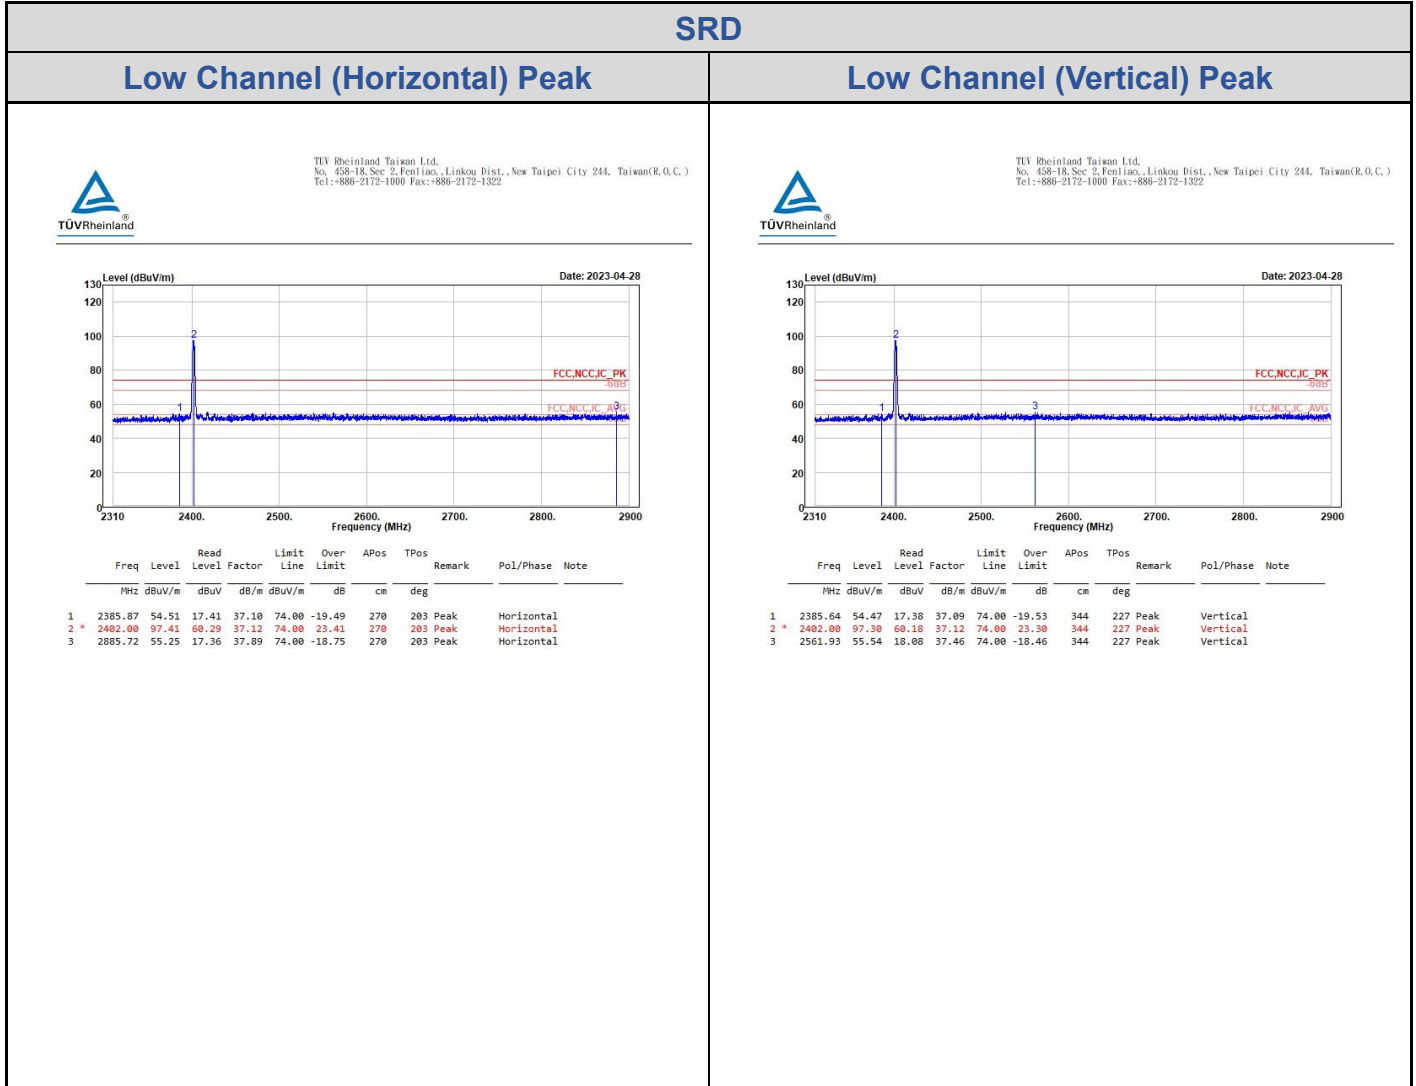 SRD
Low Channel (Horizontal) Peak
TUV Rheinland Taiwan Ltd.
No. 458-18, Sec 2, Fenliao., Linkou Dist., New Taipei City 244, Taiwan(R.O.C.)
Tel:+886-2172-1000 Fax:+886-2172-1322
TÜVRheinland®
Level (dBuV/m) Date: 2023-04-28
130
120
100
80
60
40
20
0
2
1
3
FCC,NCC,IC_PK
-6dB
FCC,NCC,IC_AVG
2310 2400. 2500. 2600. 2700. 2800. 2900
Frequency (MHz)
Read Limit Over APos TPos
Freq Level Level Factor Line Limit Remark Pol/Phase Note
MHz dBuV/m dBuV dB/m dBuV/m dB cm deg
1 2385.87 54.51 17.41 37.10 74.00 -19.49 270 203 Peak Horizontal
2 * 2402.00 97.41 60.29 37.12 74.00 23.41 270 203 Peak Horizontal
3 2885.72 55.25 17.36 37.89 74.00 -18.75 270 203 Peak Horizontal
Low Channel (Vertical) Peak
TUV Rheinland Taiwan Ltd.
No. 458-18, Sec 2, Fenliao., Linkou Dist., New Taipei City 244, Taiwan(R.O.C.)
Tel:+886-2172-1000 Fax:+886-2172-1322
TÜVRheinland®
Level (dBuV/m) Date: 2023-04-28
130
120
100
80
60
40
20
0
2
1
3
FCC,NCC,IC_PK
-6dB
FCC,NCC,IC_AVG
2310 2400. 2500. 2600. 2700. 2800. 2900
Frequency (MHz)
Read Limit Over APos TPos
Freq Level Level Factor Line Limit Remark Pol/Phase Note
MHz dBuV/m dBuV dB/m dBuV/m dB cm deg
1 2385.64 54.47 17.38 37.09 74.00 -19.53 344 227 Peak Vertical
2 * 2402.00 97.30 60.18 37.12 74.00 23.30 344 227 Peak Vertical
3 2561.93 55.54 18.08 37.46 74.00 -18.46 344 227 Peak Vertical